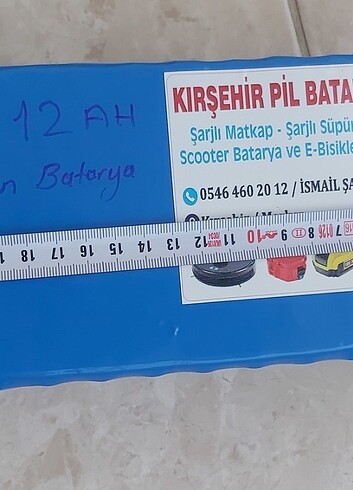 12 AH
Batarya
KIRŞEHİR PİL BATA
Şarjlı Matkap - Şarjlı Süpür
Scooter Batarya ve E-Bisikle
0546 460 20 12 / İSMAİL ŞA
18 17 16 15 14 13 12 11 10 9 8 7